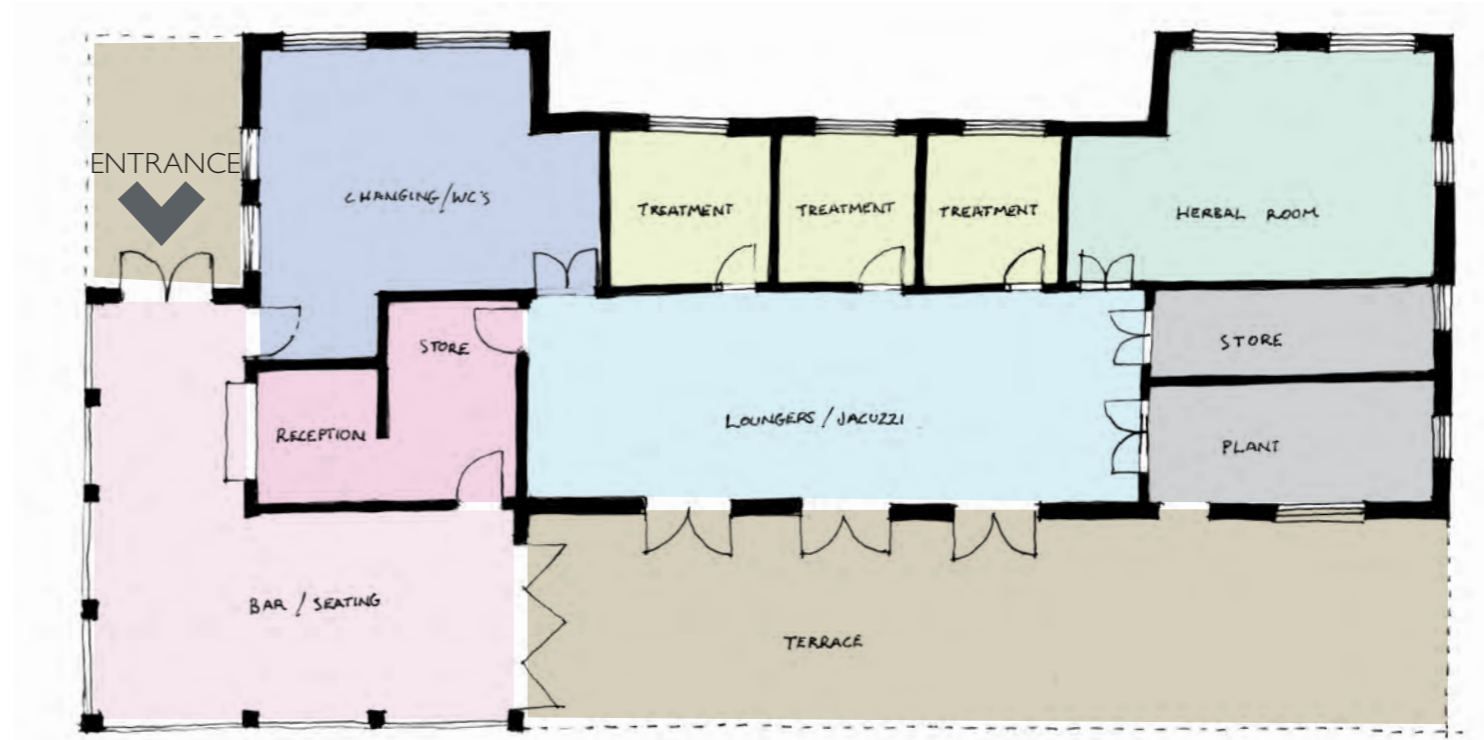 ENTRANCE
CHANGING/WC'S
TREATMENT
TREATMENT
TREATMENT
HERBAL ROOM
STORE
STORE
RECEPTION
LOUNGERS / JACUZZI
PLANT
BAR / SEATING
TERRACE